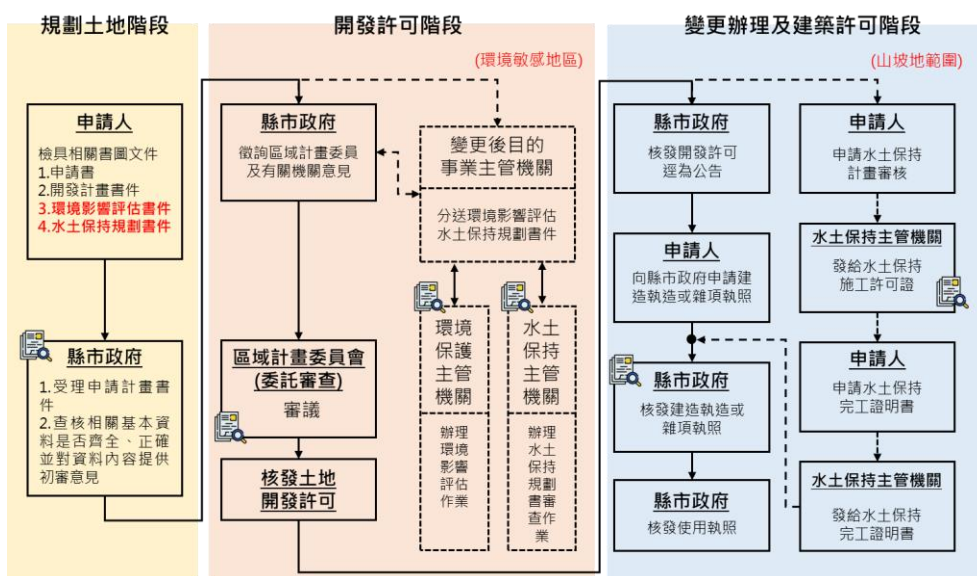 規劃土地階段
申請人
檢具相關書圖文件
1.申請書
2.開發計畫書件
3.環境影響評估書件
4.水土保持規劃書件
縣市政府
1.受理申請計畫書
件
2.查核相關基本資
料是否齊全、正確
並對資料內容提供
初審意見
開發許可階段
(環境敏感地區)
縣市政府
徵詢區域計畫委員
及有關機關意見
變更後目的
事業主管機關
分送環境影響評估
水土保持規劃書件
區域計畫委員會
(委託審查)
審議
核發土地
開發許可
環境
保護
主管
機關
辦理
環境
影響
評估
作業
水土
保持
主管
機關
辦理
水土
保持
規劃
書審
查作
業
變更辦理及建築許可階段
(山坡地範圍)
縣市政府
核發開發許可
逕為公告
申請人
向縣市政府申請建
造執造或雜項執照
縣市政府
核發建造執造或
雜項執照
縣市政府
核發使用執照
申請人
申請水土保持
計畫審核
水土保持主管機關
發給水土保持
施工許可證
申請人
申請水土保持
完工證明書
水土保持主管機關
發給水土保持
完工證明書